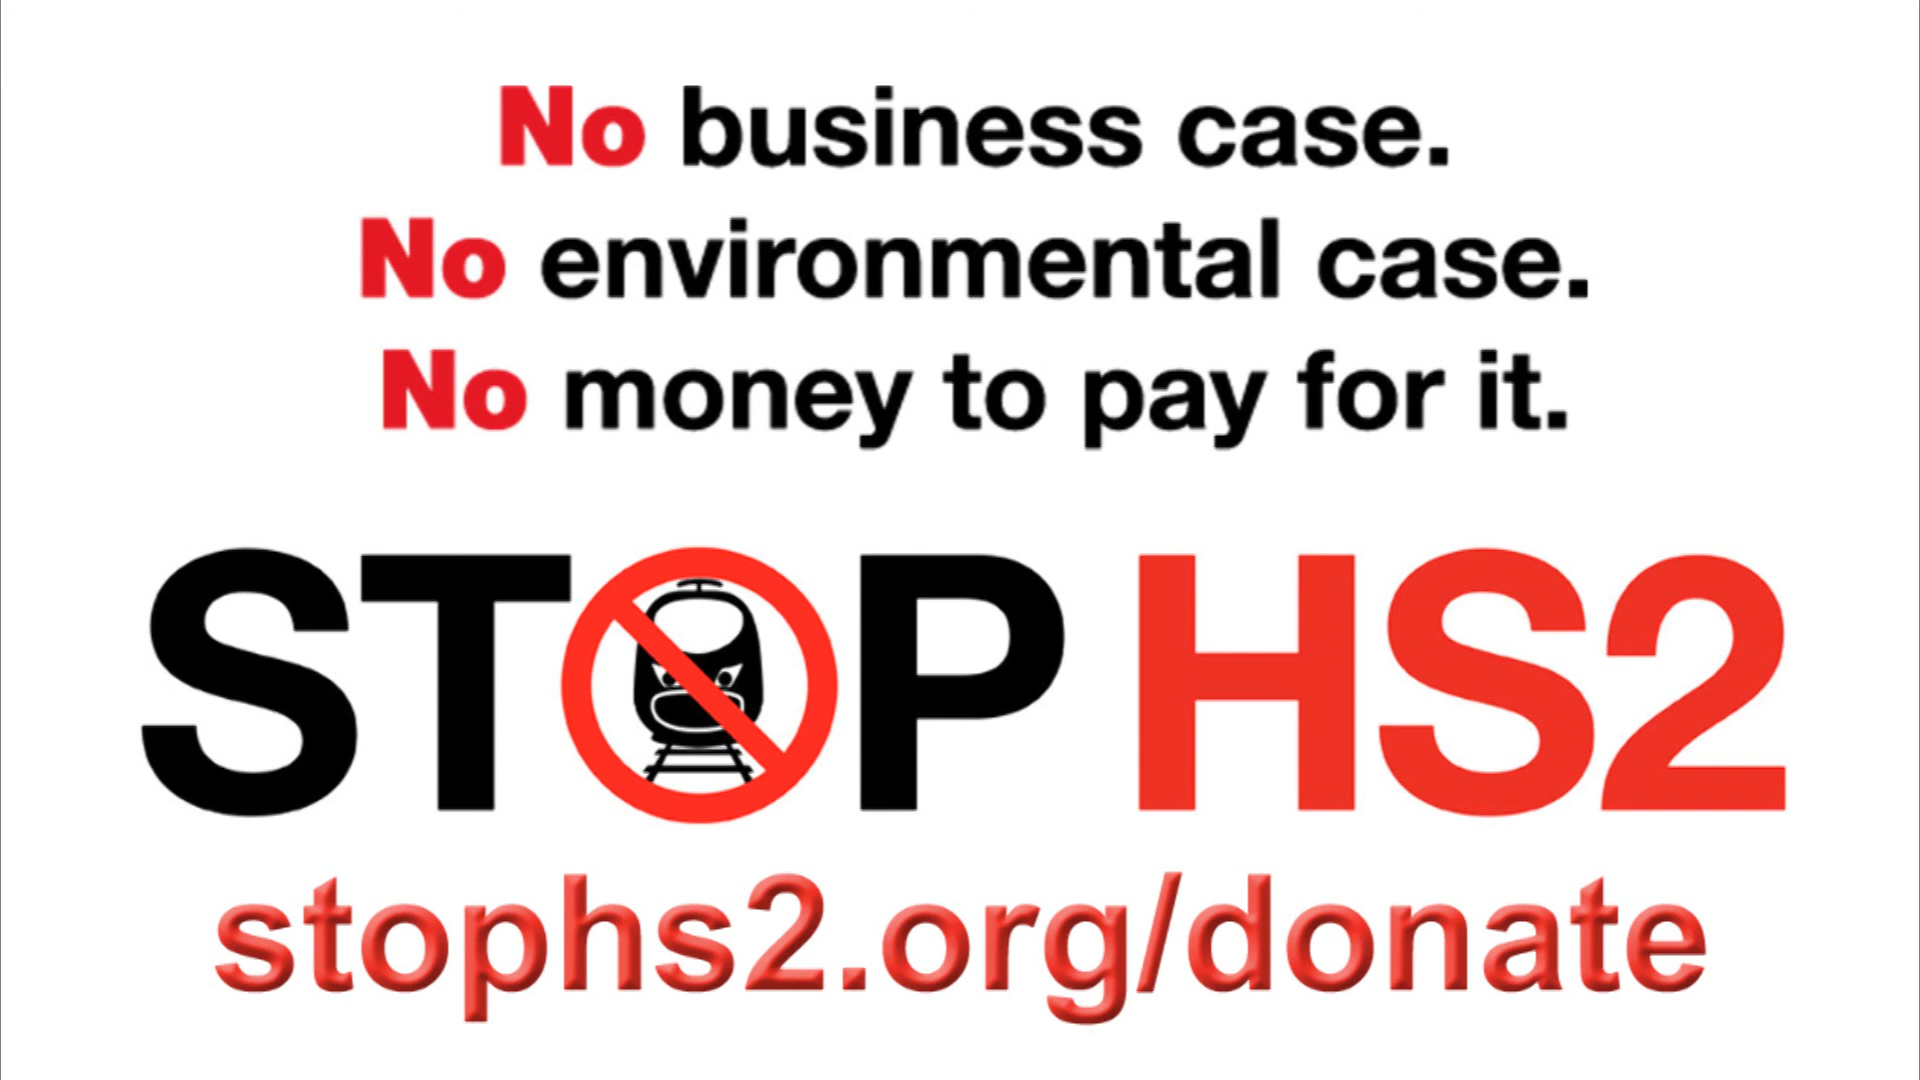 No business case.
No environmental case.
No money to pay for it.
STOP HS2
stophs2.org/donate